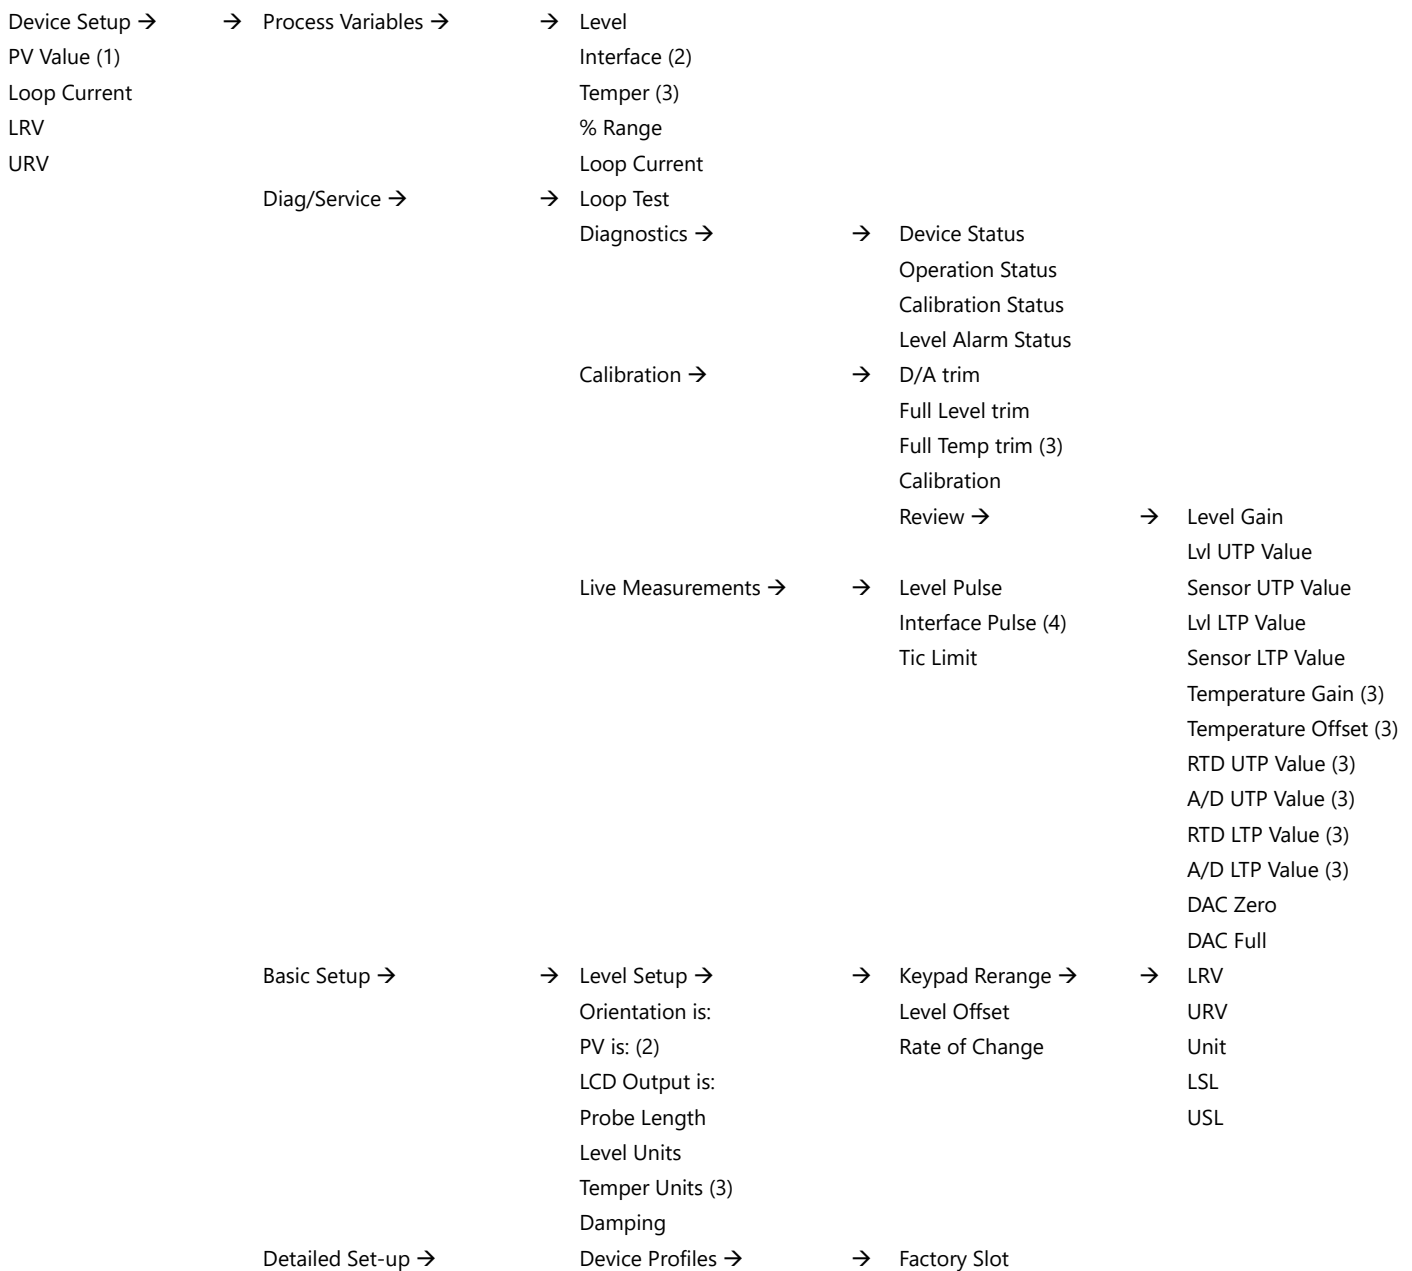 Device Setup → → Process Variables → → Level
PV Value (1) Interface (2)
Loop Current Temper (3)
LRV % Range
URV Loop Current
Diag/Service → → Loop Test
Diagnostics → → Device Status
Operation Status
Calibration Status
Level Alarm Status
Calibration → → D/A trim
Full Level trim
Full Temp trim (3)
Calibration
Review → → Level Gain
Lvl UTP Value
Live Measurements → → Level Pulse Sensor UTP Value
Interface Pulse (4) Lvl LTP Value
Tic Limit Sensor LTP Value
Temperature Gain (3)
Temperature Offset (3)
RTD UTP Value (3)
A/D UTP Value (3)
RTD LTP Value (3)
A/D LTP Value (3)
DAC Zero
DAC Full
Basic Setup → → Level Setup → → Keypad Rerange → → LRV
Orientation is: Level Offset URV
PV is: (2) Rate of Change Unit
LCD Output is: LSL
Probe Length USL
Level Units
Temper Units (3)
Damping
Detailed Set-up → Device Profiles → → Factory Slot